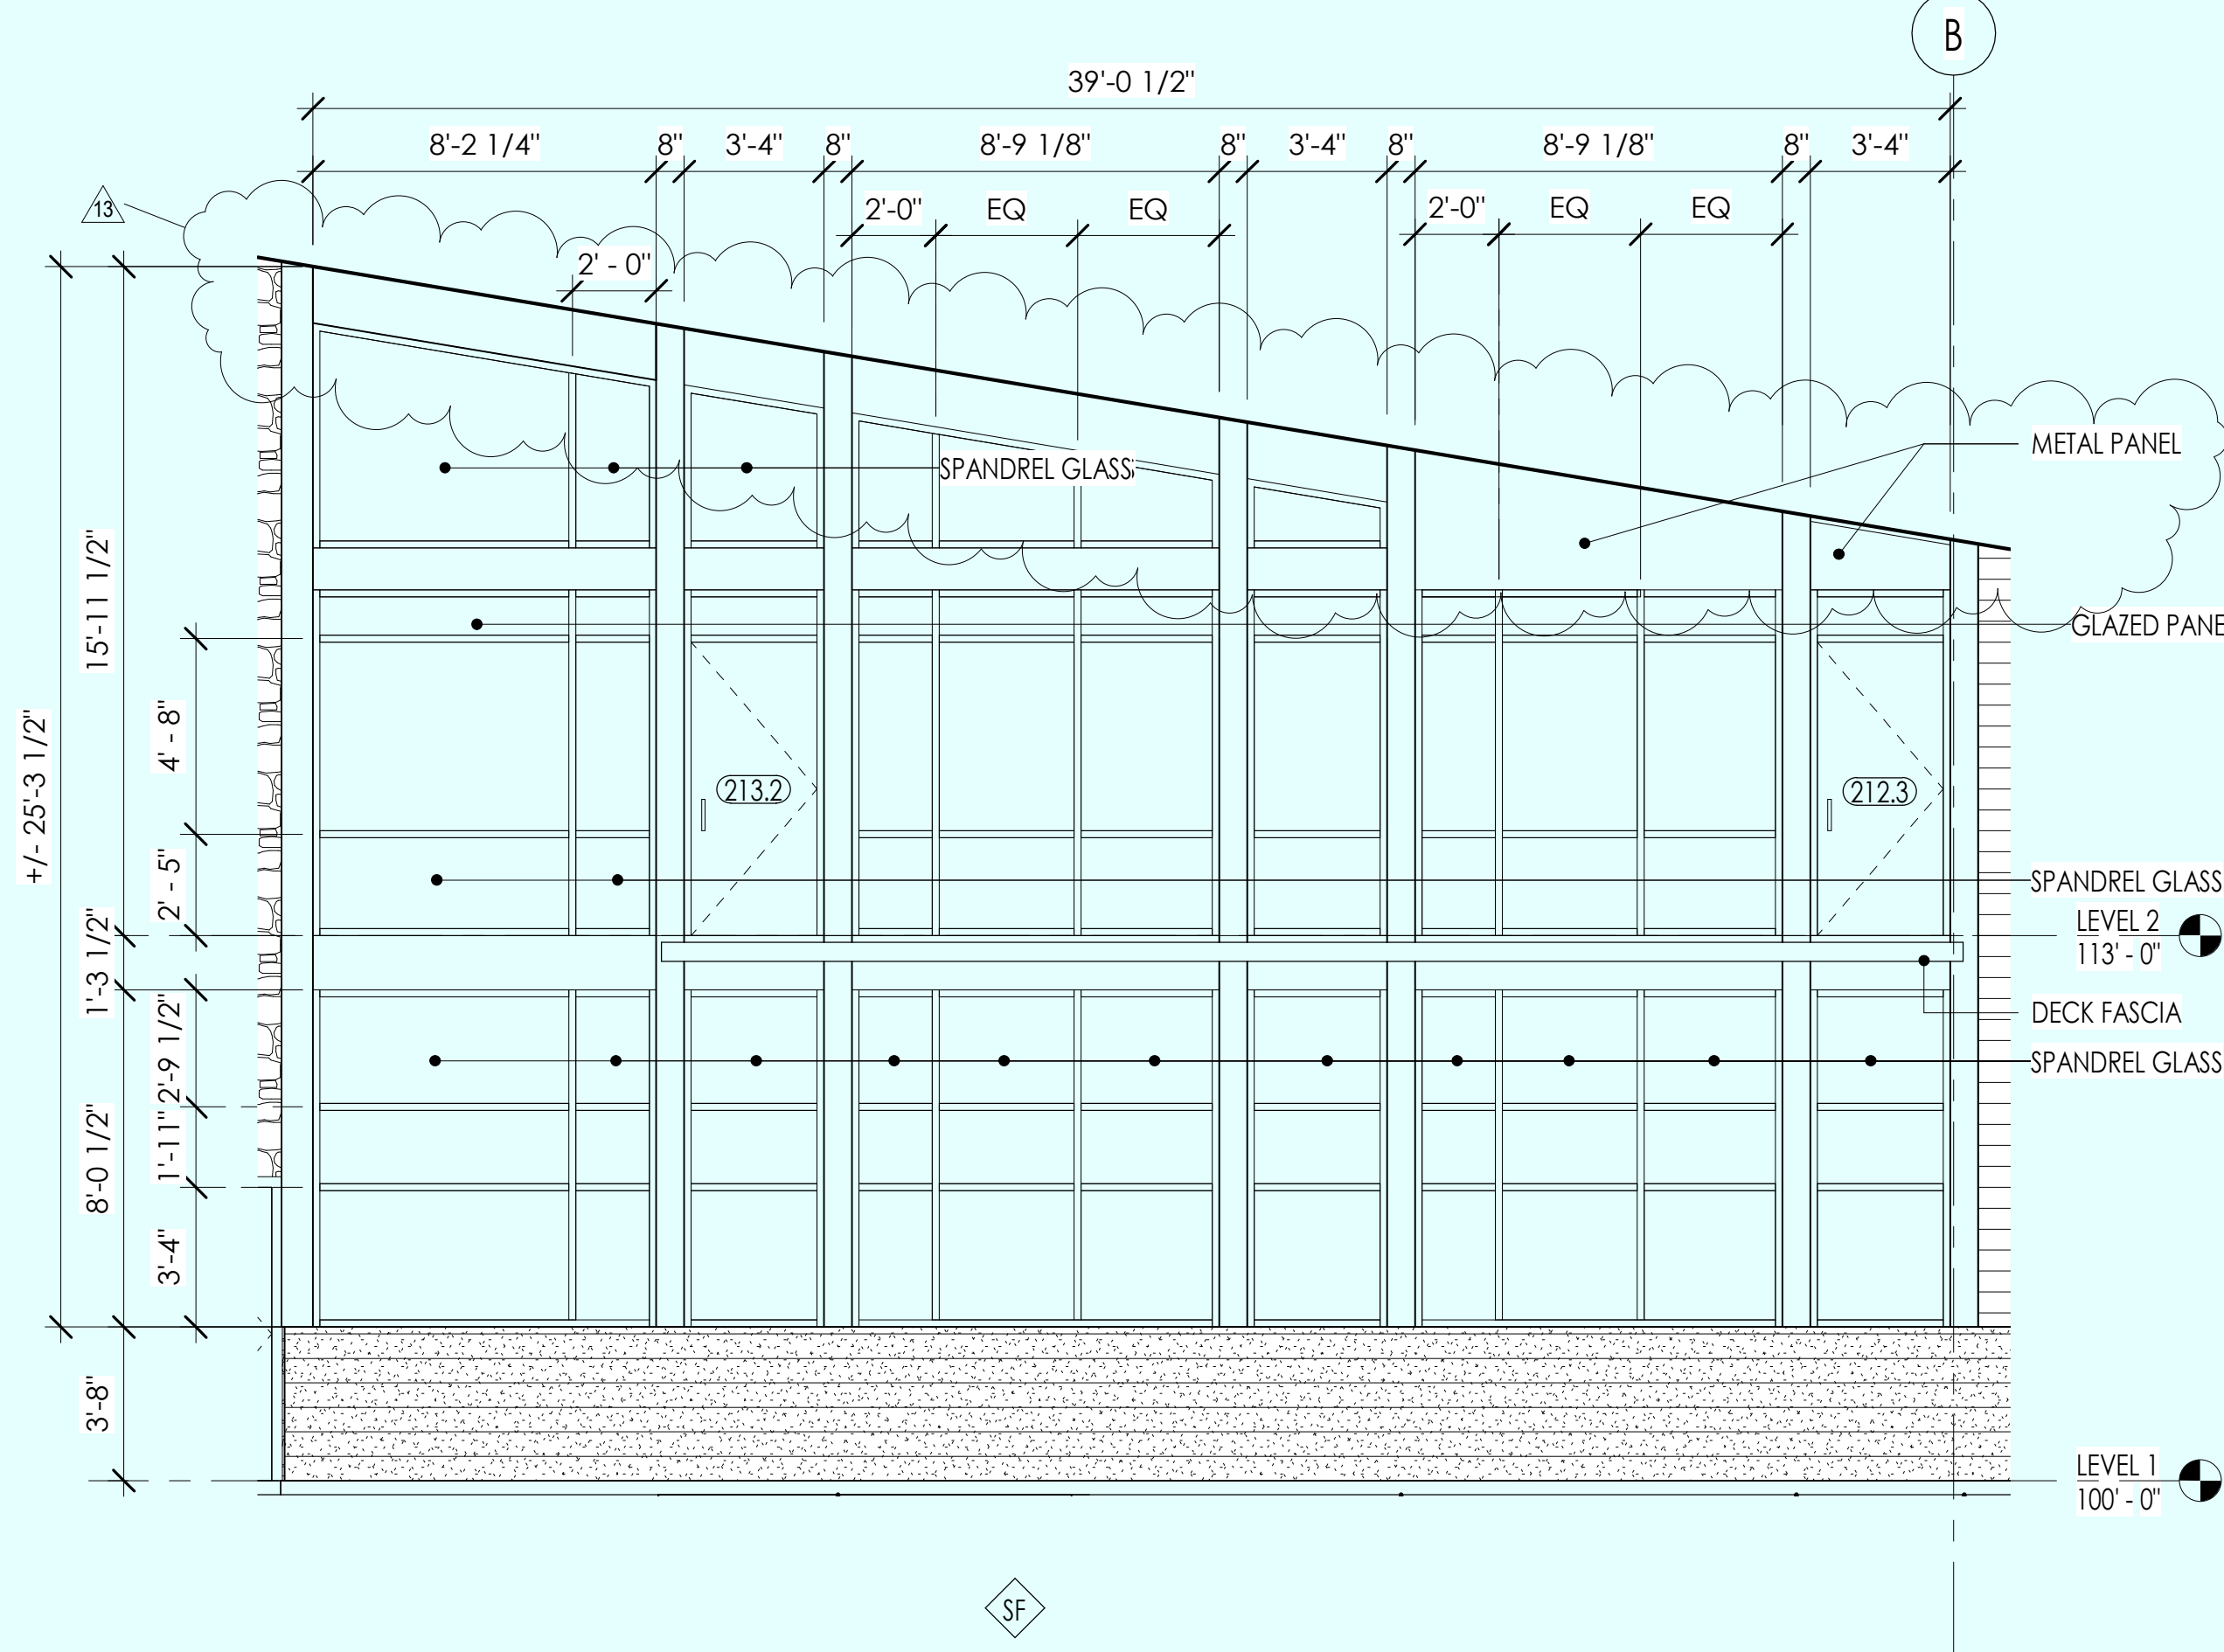 B
39'-0 1/2"
8'-2 1/4"
8"
3'-4"
8"
8'-9 1/8"
8"
3'-4"
8"
8'-9 1/8"
8"
3'-4"
2'-0"
EQ
EQ
2'-0"
EQ
EQ
13
2' - 0"
METAL PANEL
SPANDREL GLASS
15'-11 1/2"
GLAZED PANE
4' - 8"
+/- 25'-3 1/2"
213.2
212.3
2' - 5"
SPANDREL GLASS
LEVEL 2
113' - 0"
1'-3 1/2"
DECK FASCIA
2'-9 1/2"
SPANDREL GLASS
1'-11"
8'-0 1/2"
3'-4"
3'-8"
LEVEL 1
100' - 0"
SF